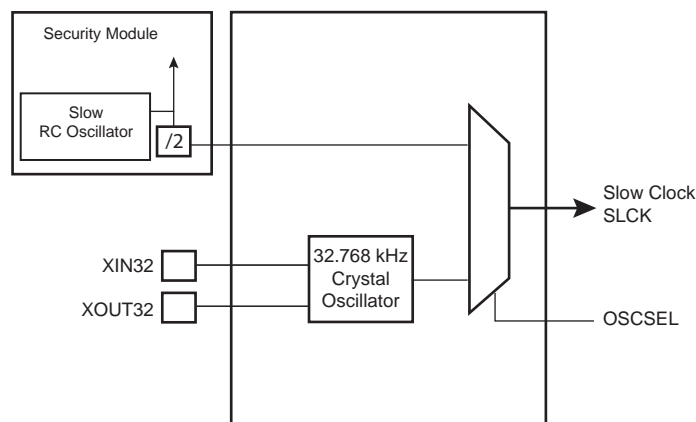 Security Module
Slow
RC Oscillator
/2
Slow Clock
SLCK
XIN32
32.768 kHz
Crystal
Oscillator
XOUT32
OSCSEL